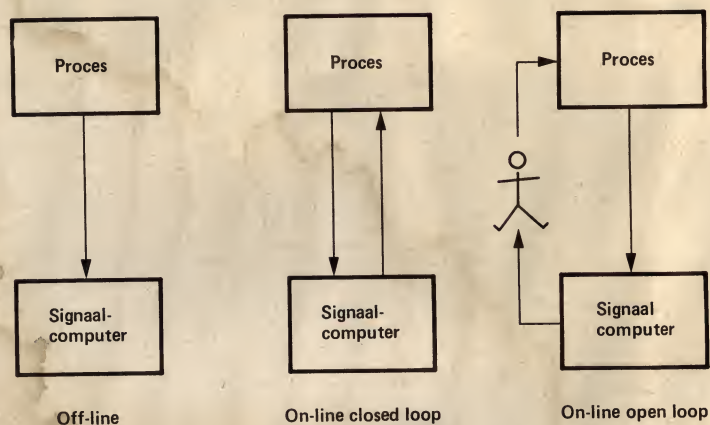 Proces
Signaal-
computer
Off-line
Proces
Signaal-
computer
On-line closed loop
Proces
Signaal
computer
On-line open loop